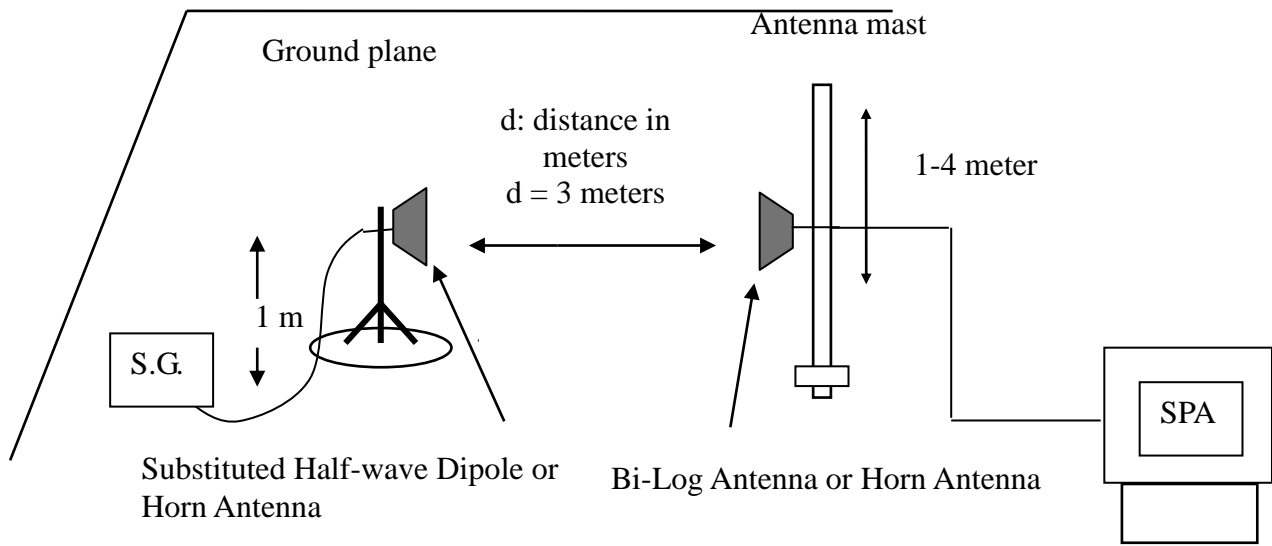 Antenna mast
Ground plane
d: distance in
meters
d = 3 meters
1-4 meter
1 m
S.G.
SPA
Substituted Half-wave Dipole or
Horn Antenna
Bi-Log Antenna or Horn Antenna